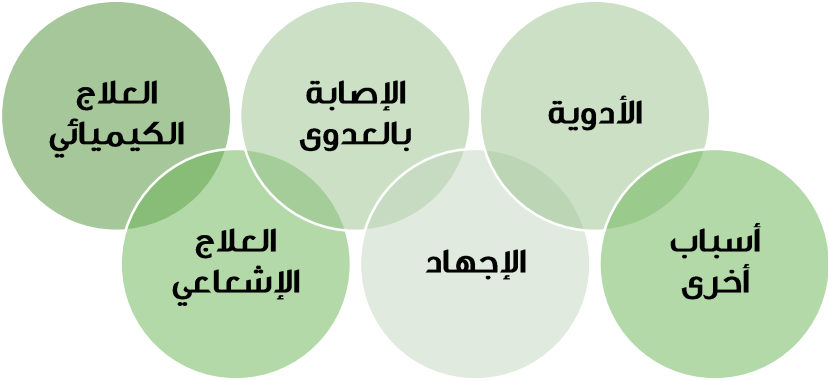 الأدوية
الإصابة
بالعدوى
العلاج
الكيميائي
أسباب
أخرى
الإجهاد
العلاج
الإشعاعي